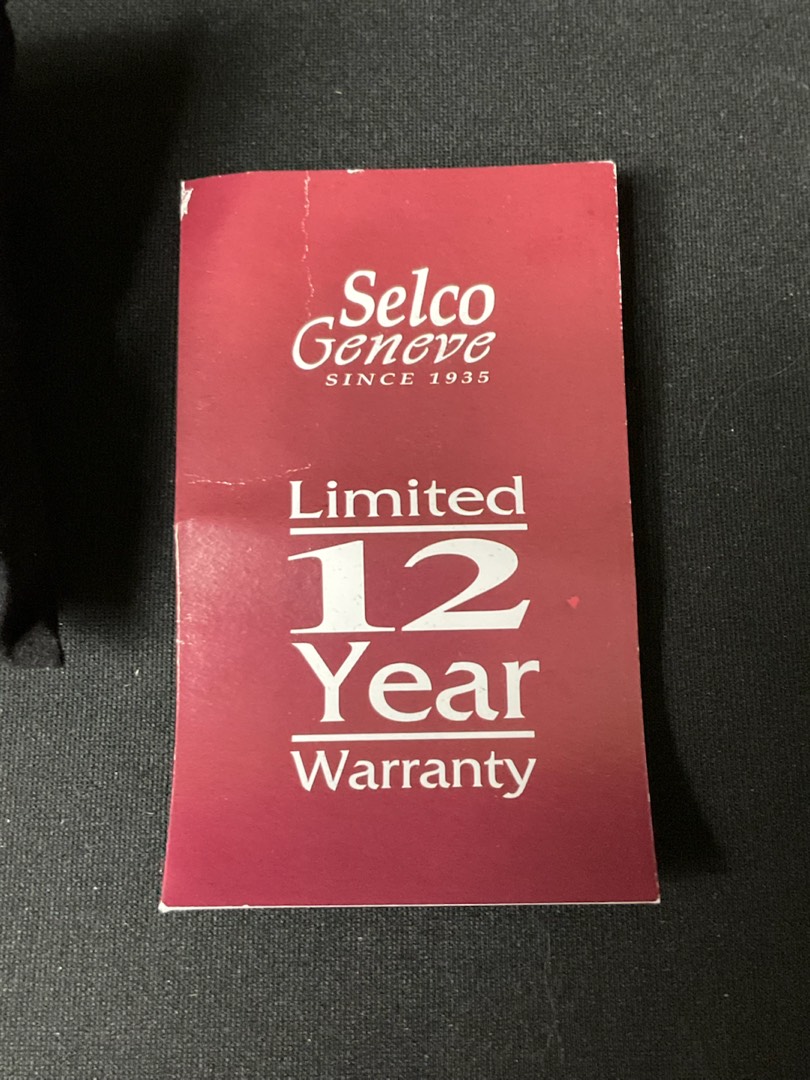 Selco
Geneve
SINCE 1935
Limited
12
Year
Warranty